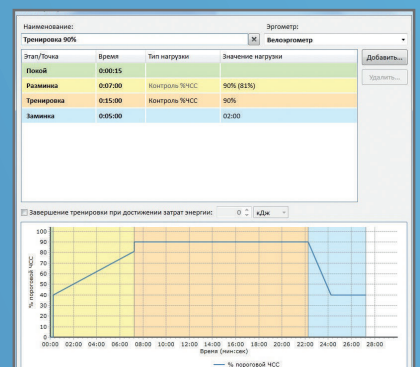 Наименование: Эргометр:
Тренировка 90% Велоэргометр
Этап/Точка Время Тип нагрузки Значение нагрузки Добавить...
Покой 0:00:15 Удалить...
Разминка 0:07:00 Контроль %ЧСС 90% (81%)
Тренировка 0:15:00 Контроль %ЧСС 90%
Заминка 0:05:00 02:00
Завершение тренировки при достижении затрат энергии: 0 кДж
100
90
80
70
60
50
40
30
20
10
0
% пороговой ЧСС
00:00 02:00 04:00 06:00 08:00 10:00 12:00 14:00 16:00 18:00 20:00 22:00 24:00 26:00 28:00
Время (мин:сек)
% пороговой ЧСС